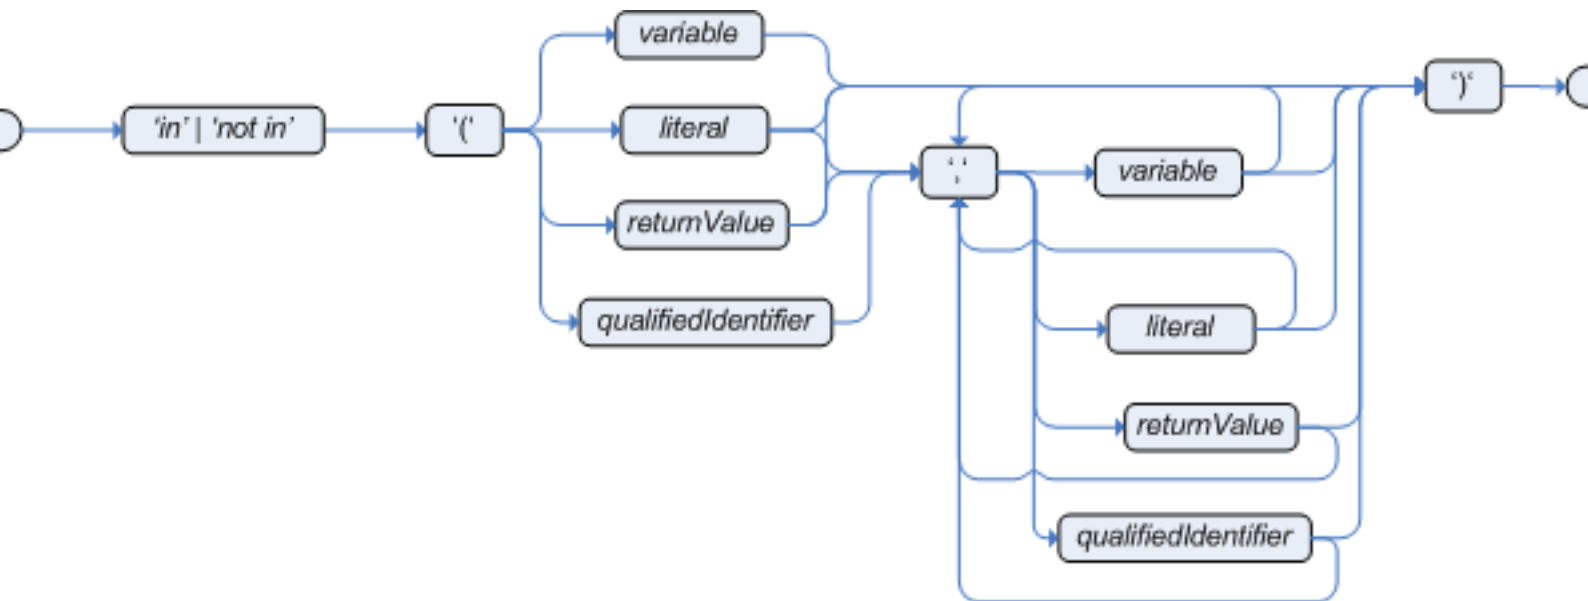 variable
'in' | 'not in'
'('
literal
returnValue
qualifiedIdentifier
','
variable
literal
returnValue
qualifiedIdentifier
')'